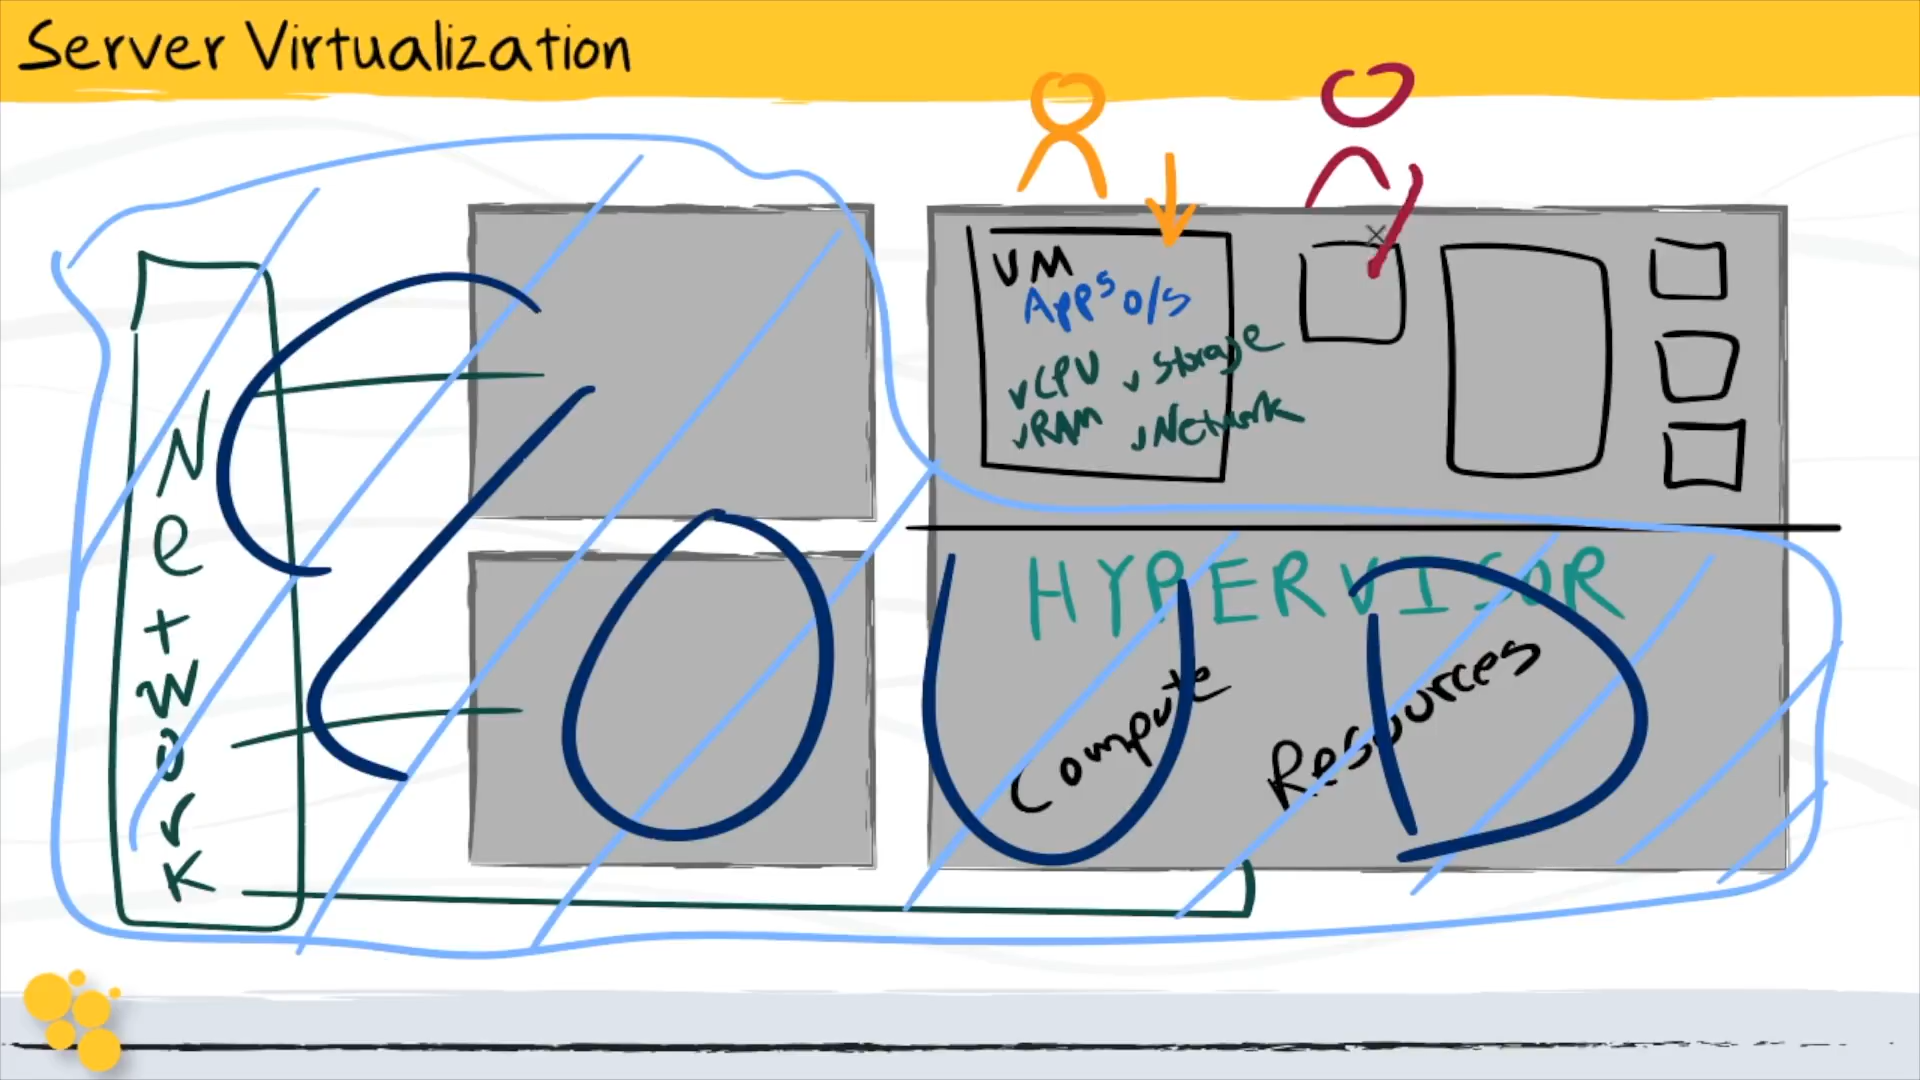 Server Virtualization
VM
Apps o/s
vCPU vStorage
vRAM vNetwork
Network
HYPERVISOR
Compute Resources
CLOUD